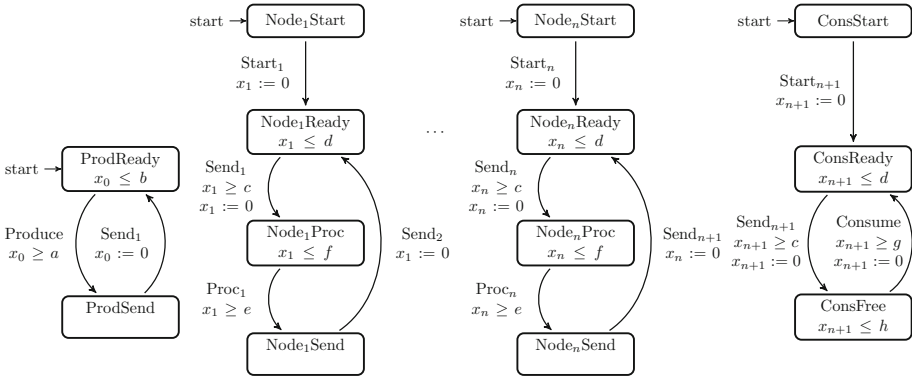 start
ProdReady
x₀ ≤ b
Produce
x₀ ≥ a
Send₁
x₀ := 0
ProdSend
start
Node₁Start
Start₁
x₁ := 0
Node₁Ready
x₁ ≤ d
Send₁
x₁ ≥ c
x₁ := 0
Node₁Proc
x₁ ≤ f
Send₂
x₁ := 0
Proc₁
x₁ ≥ e
Node₁Send
...
start
NodeₙStart
Startₙ
xₙ := 0
NodeₙReady
xₙ ≤ d
Sendₙ
xₙ ≥ c
xₙ := 0
NodeₙProc
xₙ ≤ f
Sendₙ₊₁
xₙ := 0
Procₙ
xₙ ≥ e
NodeₙSend
start
ConsStart
Startₙ₊₁
xₙ₊₁ := 0
ConsReady
xₙ₊₁ ≤ d
Sendₙ₊₁
xₙ₊₁ ≥ c
xₙ₊₁ := 0
Consume
xₙ₊₁ ≥ g
xₙ₊₁ := 0
ConsFree
xₙ₊₁ ≤ h